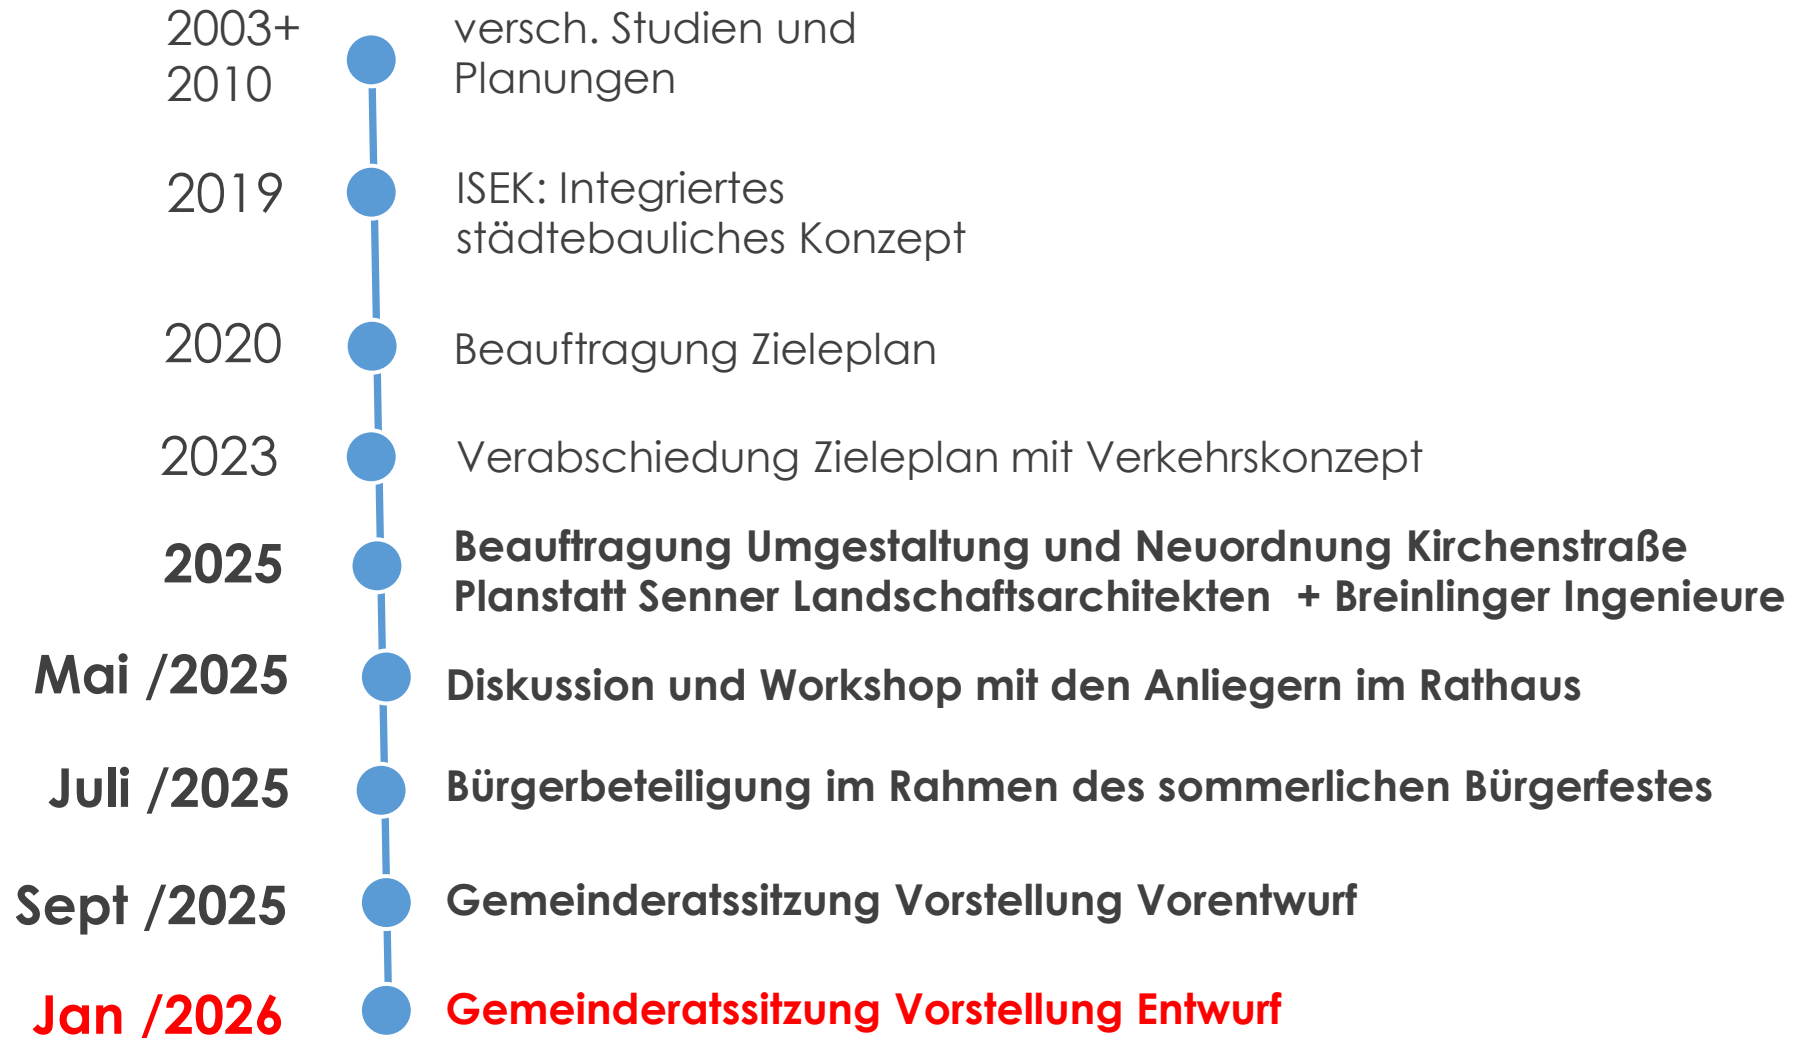 2003+
2010
versch. Studien und
Planungen
2019
ISEK: Integriertes
städtebauliches Konzept
2020
Beauftragung Zieleplan
2023
Verabschiedung Zieleplan mit Verkehrskonzept
2025
Beauftragung Umgestaltung und Neuordnung Kirchenstraße
Planstatt Senner Landschaftsarchitekten + Breinlinger Ingenieure
Mai /2025
Diskussion und Workshop mit den Anliegern im Rathaus
Juli /2025
Bürgerbeteiligung im Rahmen des sommerlichen Bürgerfestes
Sept /2025
Gemeinderatssitzung Vorstellung Vorentwurf
Jan /2026
Gemeinderatssitzung Vorstellung Entwurf